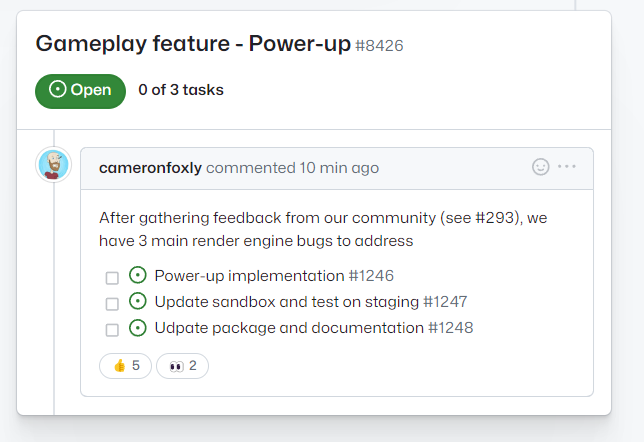 Gameplay feature - Power-up #8426
Open 0 of 3 tasks
cameronfoxly commented 10 min ago
After gathering feedback from our community (see #293), we
have 3 main render engine bugs to address
Power-up implementation #1246
Update sandbox and test on staging #1247
Udpate package and documentation #1248
👍 5 👀 2